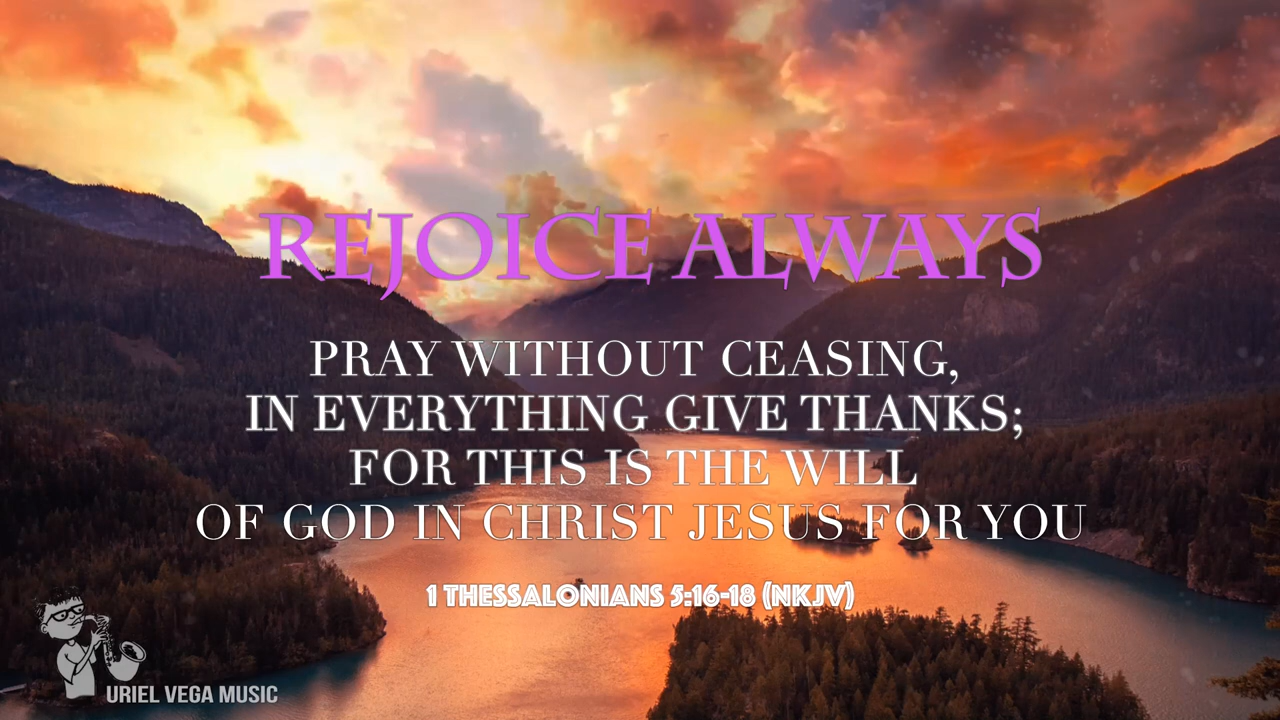 REJOICE ALWAYS
PRAY WITHOUT CEASING,
IN EVERYTHING GIVE THANKS;
FOR THIS IS THE WILL
OF GOD IN CHRIST JESUS FOR YOU
1 THESSALONIANS 5:16-18 (NKJV)
URIEL VEGA MUSIC